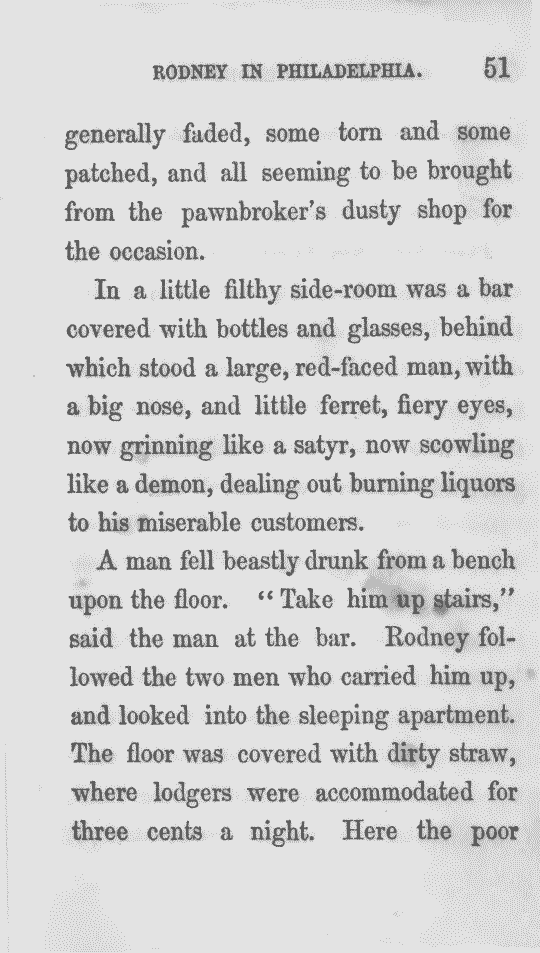 RODNEY IN PHILADELPHIA. 51
generally faded, some torn and some
patched, and all seeming to be brought
from the pawnbroker's dusty shop for
the occasion.
In a little filthy side-room was a bar
covered with bottles and glasses, behind
which stood a large, red-faced man, with
a big nose, and little ferret, fiery eyes,
now grinning like a satyr, now scowling
like a demon, dealing out burning liquors
to his miserable customers.
A man fell beastly drunk from a bench
upon the floor. "Take him up stairs,"
said the man at the bar. Rodney fol-
lowed the two men who carried him up,
and looked into the sleeping apartment.
The floor was covered with dirty straw,
where lodgers were accommodated for
three cents a night. Here the poor